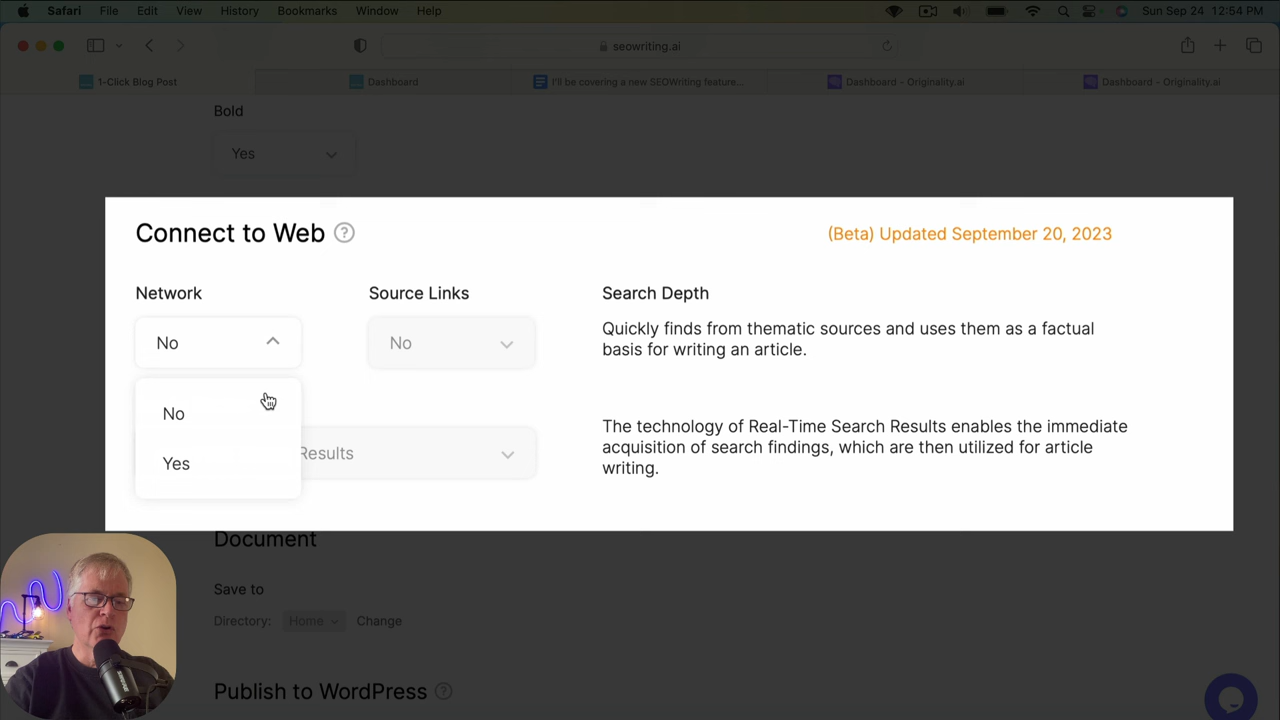 Safari File Edit View History Bookmarks Window Help Sun Sep 24 12:54 PM
seowriting.ai
1-Click Blog Post Dashboard I'll be covering a new SEOWriting feature... Dashboard - Originality.ai Dashboard - Originality.ai
Bold
Yes
Connect to Web ? (Beta) Updated September 20, 2023
Network Source Links Search Depth
No No Quickly finds from thematic sources and uses them as a factual
basis for writing an article.
No
Yes
Results
The technology of Real-Time Search Results enables the immediate
acquisition of search findings, which are then utilized for article
writing.
Document
Save to
Directory: Home Change
Publish to WordPress ?